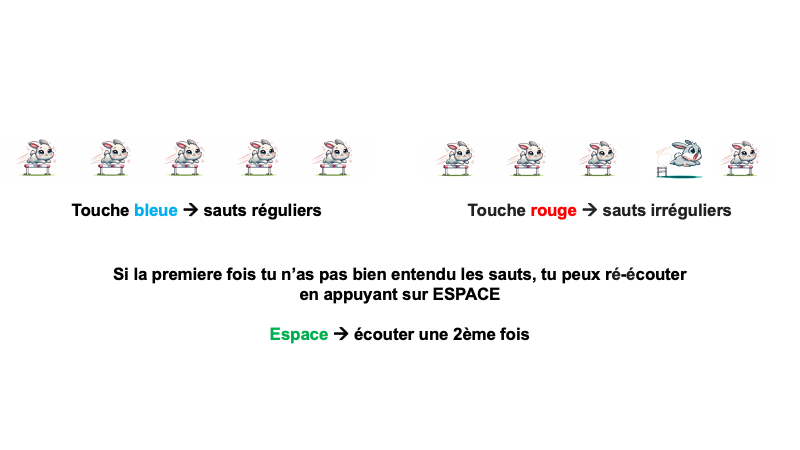 Touche bleue → sauts réguliers
Touche rouge → sauts irréguliers
Si la premiere fois tu n’as pas bien entendu les sauts, tu peux ré-écouter
en appuyant sur ESPACE
Espace → écouter une 2ème fois